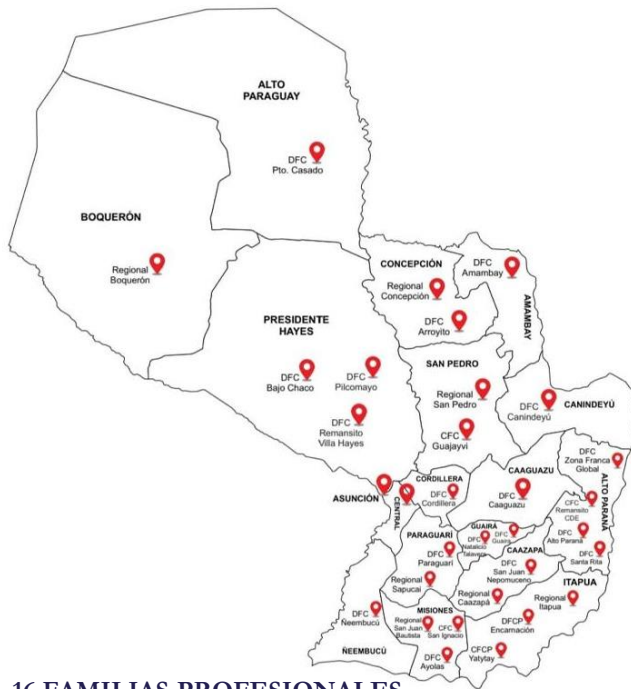 ALTO
PARAGUAY
DFC
Pto. Casado
BOQUERÓN
Regional
Boquerón
CONCEPCIÓN
Regional
Concepción
DFC
Arroyito
DFC
Amambay
AMAMBAY
PRESIDENTE
HAYES
DFC
Bajo Chaco
DFC
Pilcomayo
DFC
Remansito
Villa Hayes
SAN PEDRO
Regional
San Pedro
CFC
Guajayvi
DFC
Canindeyú
CANINDEYÚ
ASUNCIÓN
CENTRAL
CORDILLERA
DFC
Cordillera
CAAGUAZU
DFC
Caaguazu
DFC
Zona Franca
Global
ALTO PARANÁ
CFC
Remansito
CDE
DFC
Alto Paraná
DFC
Santa Rita
PARAGUARÍ
DFC
Paraguari
Regional
Sapucai
GUAIRÁ
DFC
Natalicio
Talavera
DFC
Guaira
CAAZAPA
DFC
San Juan
Nepomuceno
Regional
Caazapá
ITAPUA
Regional
Itapua
DFCP
Encarnación
CFCP
Yatytay
MISIONES
Regional
San Juan
Bautista
CFC
San Ignacio
DFC
Ayolas
DFC
Ñeembucú
ÑEEMBUCÚ
16 FAMILIAS PROFESIONALES